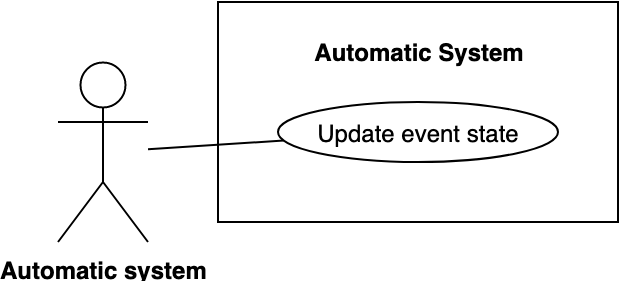 Automatic System
Update event state
Automatic system